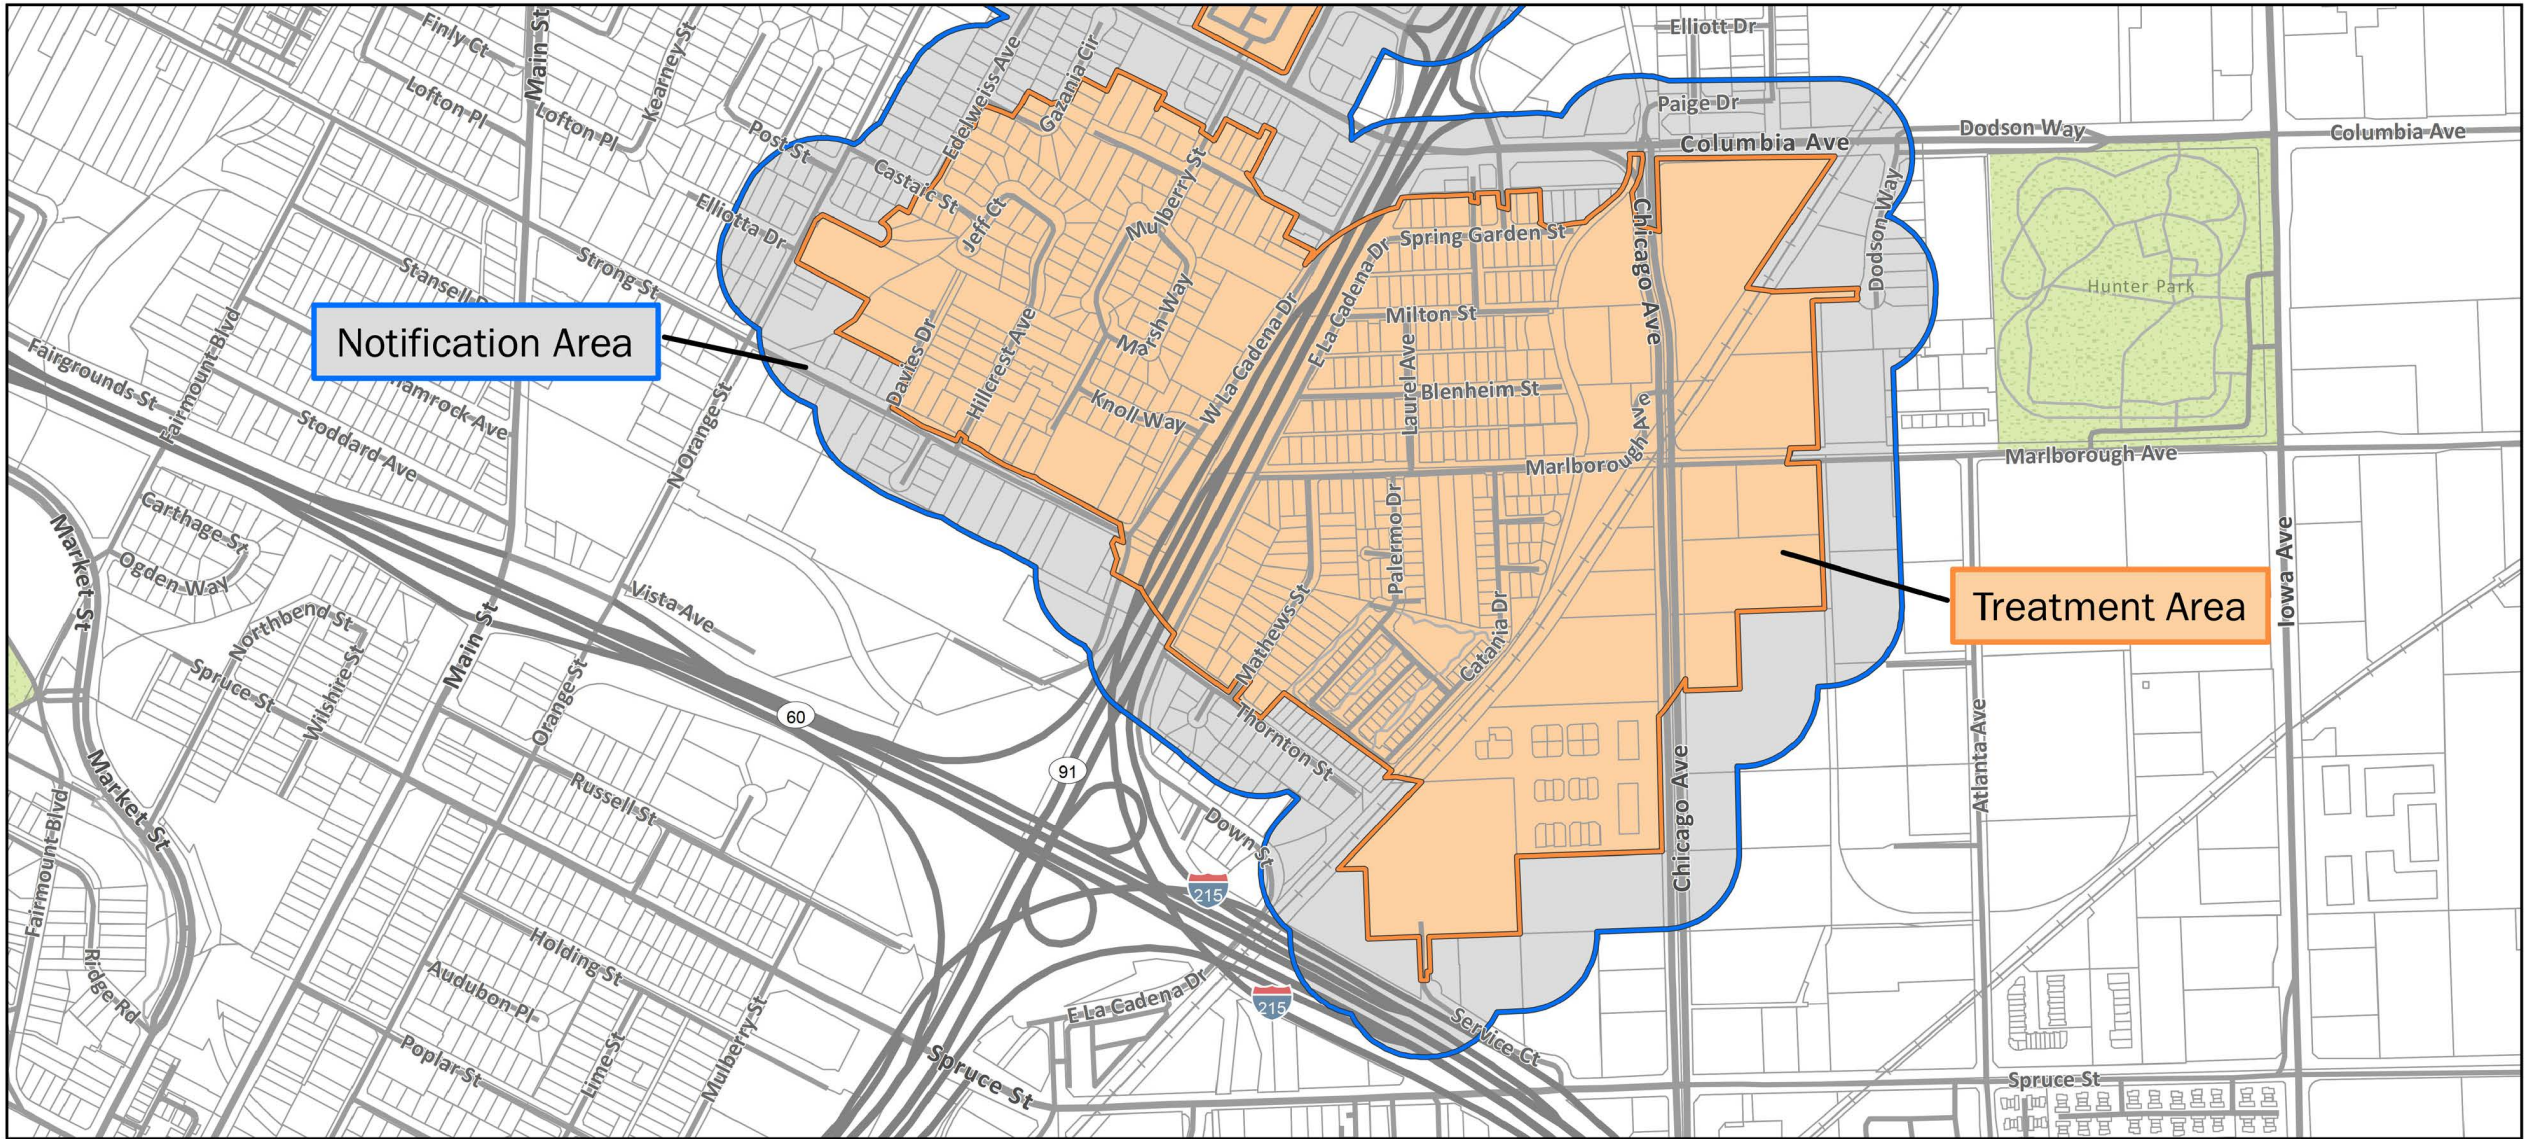 Finly Ct
Main St
Lofton Pl
Lofton Pl
Kearney St
Post St
Edelweiss Ave
Gazania Cir
Elliott Dr
Paige Dr
Columbia Ave
Dodson Way
Columbia Ave
Castaic St
Elliotta Dr
Jeff Ct
Mulberry St
Strong St
Stansell
Spring Garden St
Chicago Ave
Dodson Way
Hunter Park
E La Cadena Dr
W La Cadena Dr
Milton St
Marsh Way
Notification Area
Fairgrounds St
Fairmount Blvd
Davies Dr
Hillcrest Ave
Laurel Ave
Blenheim St
Knoll Way
amrock Ave
Stoddard Ave
N Orange St
Marlborough Ave
Marlborough Ave
Carthage St
Market St
Ogden Way
Palermo Dr
Iowa Ave
Treatment Area
Vista Ave
Northbend St
Main St
Mathews St
Catania Dr
Spruce St
Wilshire St
Orange St
60
Thornton St
91
Market St
Russell St
Chicago Ave
Atlanta Ave
Fairmount Blvd
Down St
215
Holding St
Ridge Rd
Audubon Pl
E La Cadena Dr
215
Service Ct
Poplar St
Lime St
Mulberry St
Spruce St
Spruce St